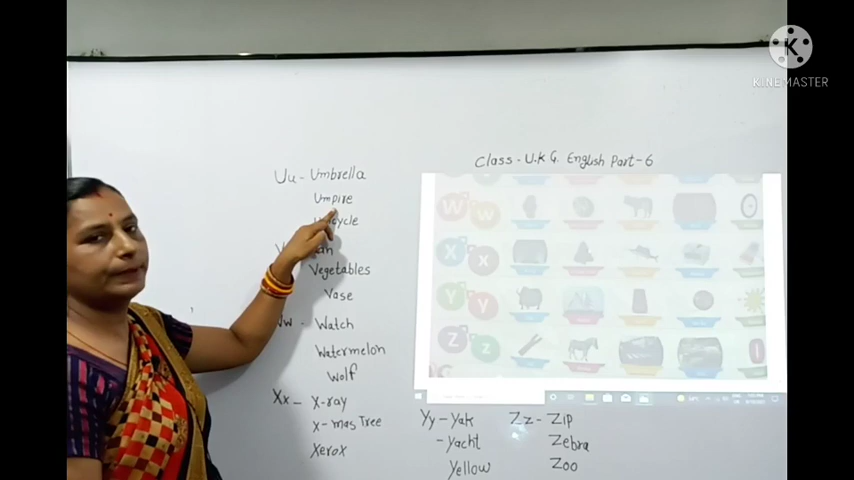 K
KINEMASTER
Class - U.K.G. English Part-6
Uu - Umbrella
Umpire
cycle
Vegetables
Vase
Ww - Watch
Watermelon
Wolf
Xx - X-ray
X-mas Tree
Xerox
W w
X x
Y y
Z z
Yy - Yak
- Yacht
Yellow
Zz - Zip
Zebra
Zoo